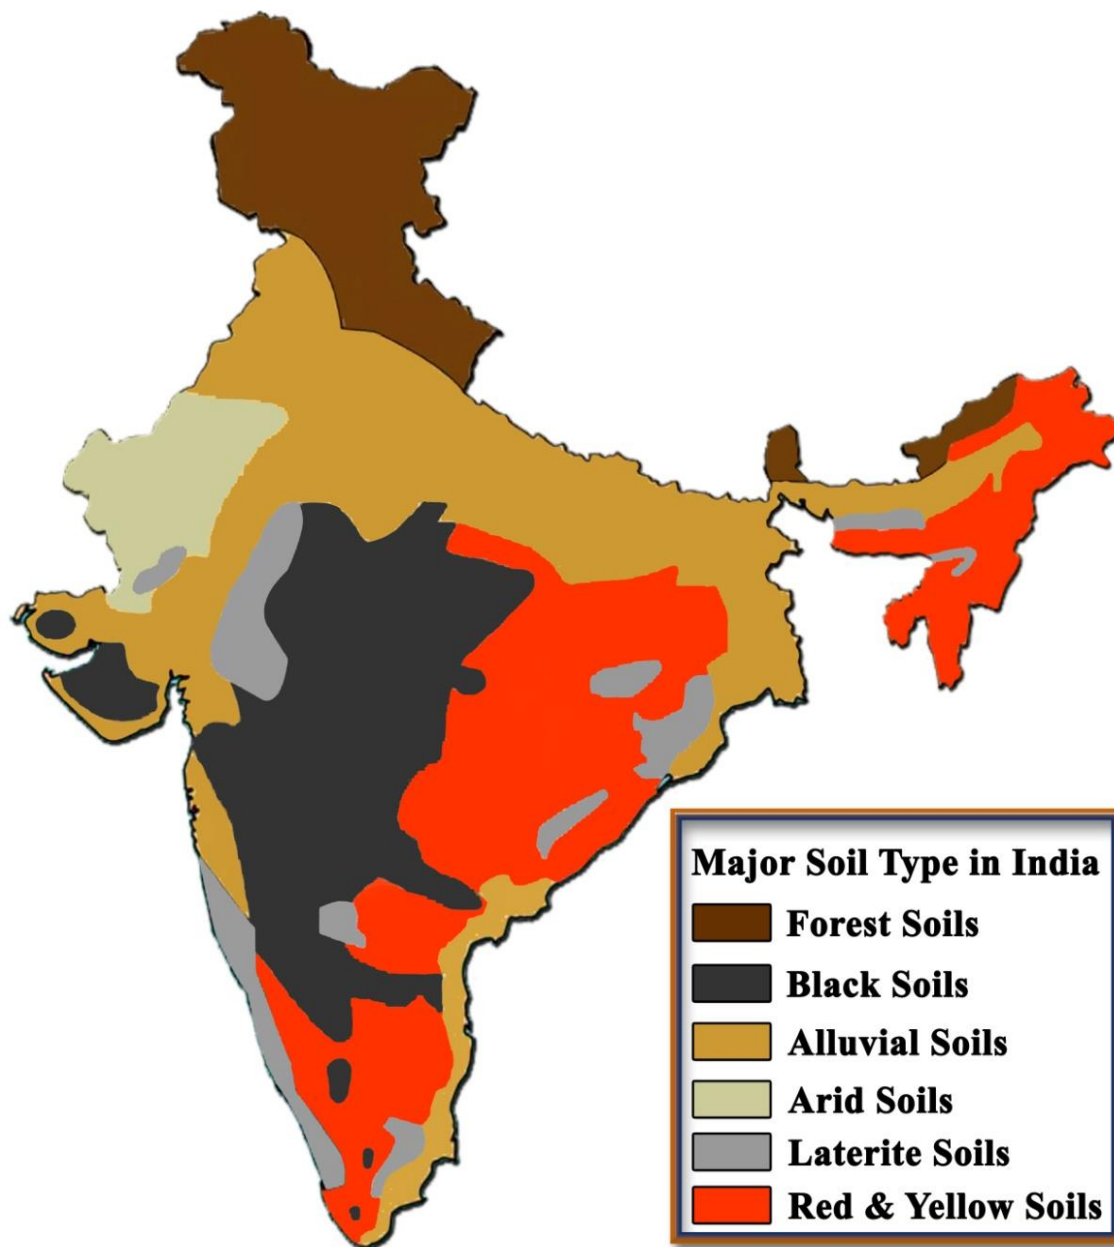 Major Soil Type in India
Forest Soils
Black Soils
Alluvial Soils
Arid Soils
Laterite Soils
Red & Yellow Soils